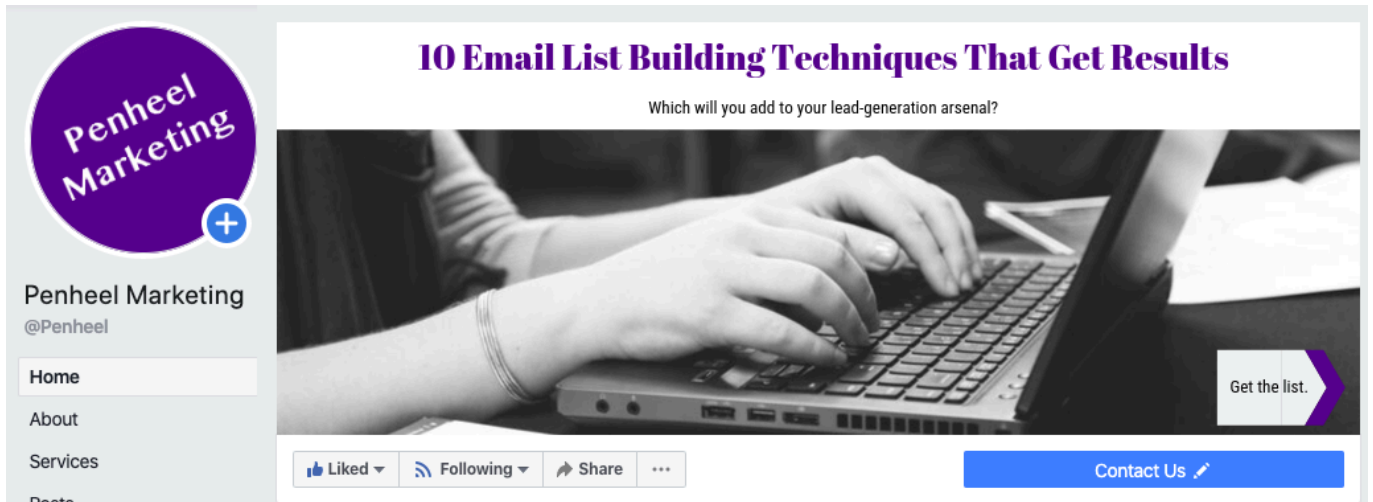 Penheel
Marketing
Penheel Marketing
@Penheel
Home
About
Services
Posts
10 Email List Building Techniques That Get Results
Which will you add to your lead-generation arsenal?
Get the list.
Liked
Following
Share
Contact Us